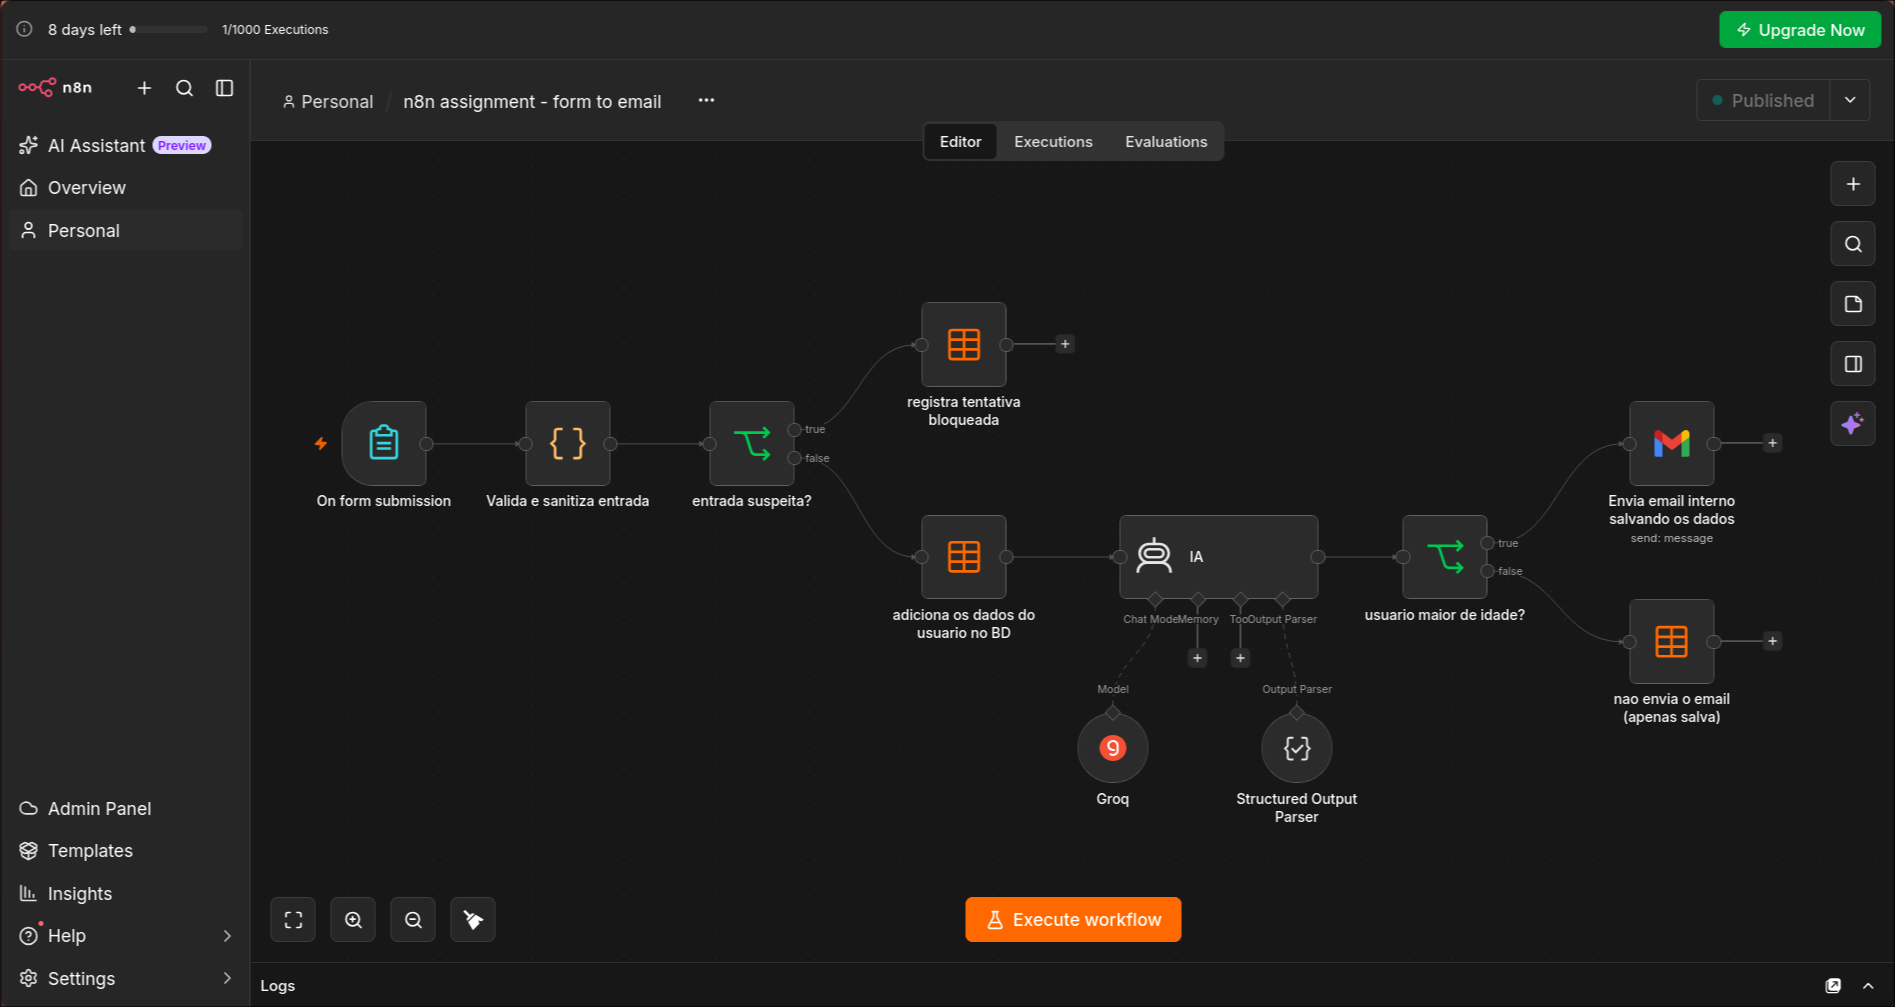 8 days left
1/1000 Executions
Upgrade Now
n8n
AI Assistant Preview
Overview
Personal
Admin Panel
Templates
Insights
Help
Settings
Personal / n8n assignment - form to email ...
Published
Editor Executions Evaluations
On form submission
Valida e sanitiza entrada
entrada suspeita?
true
false
registra tentativa
bloqueada
adiciona os dados do
usuario no BD
IA
Chat Mode
Memory
Too
Output Parser
Model
Groq
Output Parser
Structured Output
Parser
usuario maior de idade?
true
false
Envia email interno
salvando os dados
send: message
nao envia o email
(apenas salva)
Execute workflow
Logs